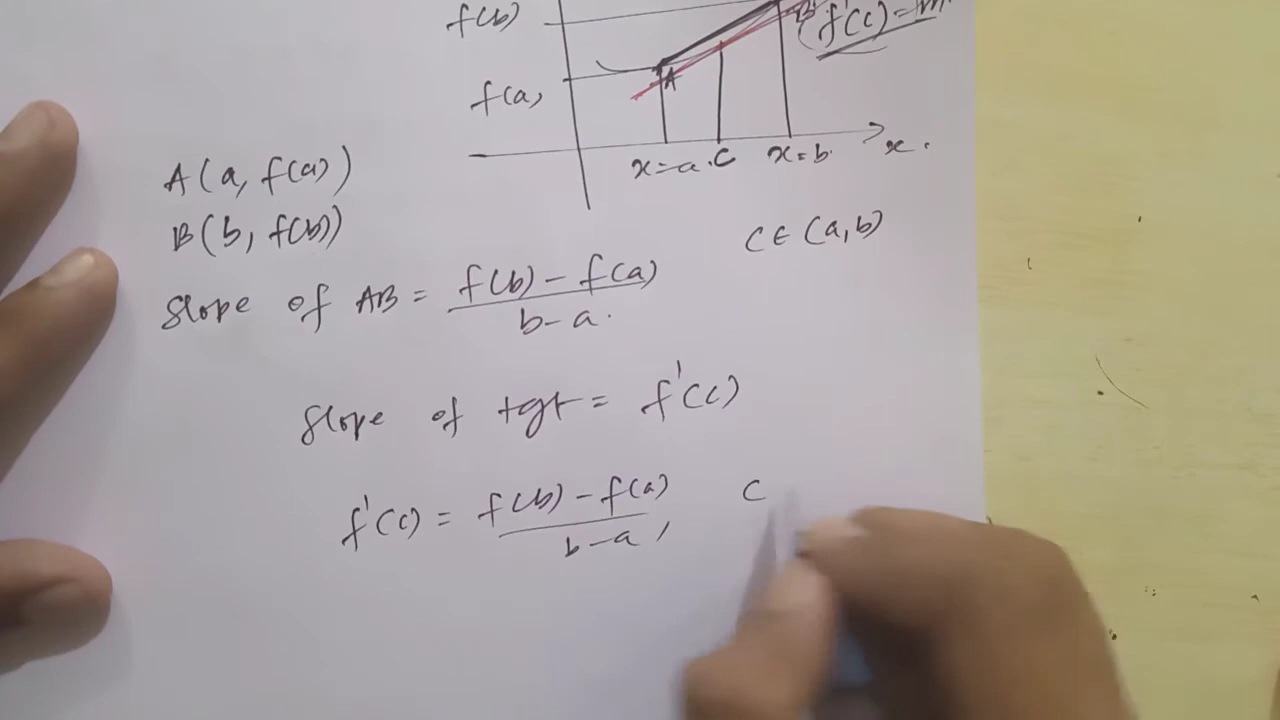 f(b)
(f'(c) = m
f(a)
A
B
x=a c x=b x.
A(a, f(a))
B(b, f(b))
c ∈ (a,b)
Slope of AB = f(b) - f(a) / b-a.
Slope of tgt = f'(c)
f'(c) = f(b) - f(a) / b-a, c